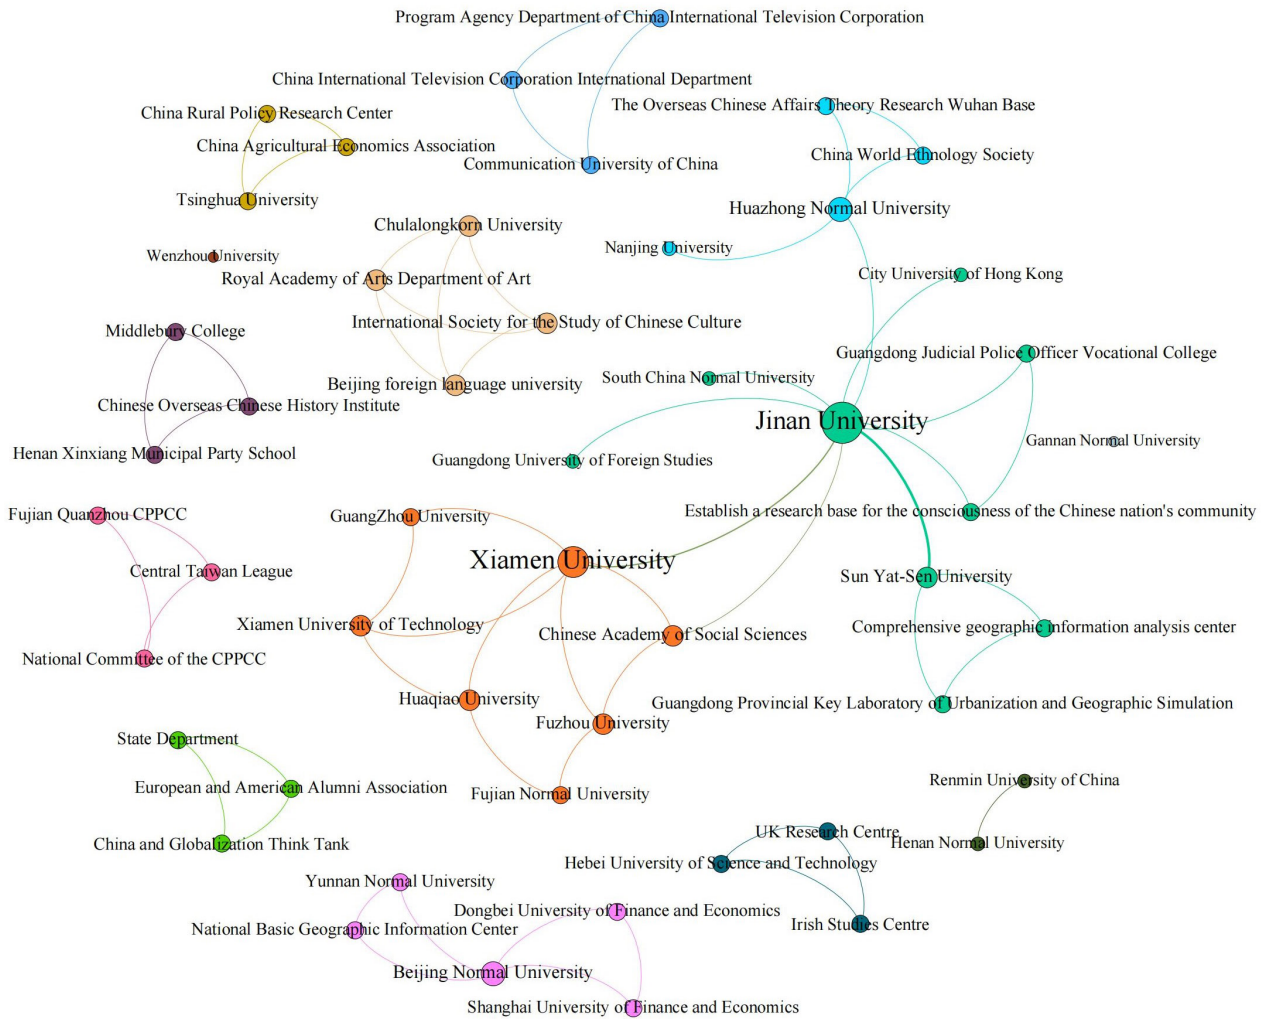 Program Agency Department of China International Television Corporation
China International Television Corporation International Department
The Overseas Chinese Affairs Theory Research Wuhan Base
China Rural Policy Research Center
China Agricultural Economics Association
China World Ethnology Society
Communication University of China
Tsinghua University
Huazhong Normal University
Chulalongkorn University
Nanjing University
Wenzhou University
City University of Hong Kong
Royal Academy of Arts Department of Art
International Society for the Study of Chinese Culture
Middlebury College
Guangdong Judicial Police Officer Vocational College
South China Normal University
Beijing foreign language university
Chinese Overseas Chinese History Institute
Jinan University
Gannan Normal University
Henan Xinxiang Municipal Party School
Guangdong University of Foreign Studies
Establish a research base for the consciousness of the Chinese nation's community
Fujian Quanzhou CPPCC
GuangZhou University
Xiamen University
Central Taiwan League
Sun Yat-Sen University
Xiamen University of Technology
Chinese Academy of Social Sciences
Comprehensive geographic information analysis center
National Committee of the CPPCC
Huaqiao University
Guangdong Provincial Key Laboratory of Urbanization and Geographic Simulation
Fuzhou University
State Department
Renmin University of China
European and American Alumni Association
Fujian Normal University
UK Research Centre
Henan Normal University
China and Globalization Think Tank
Hebei University of Science and Technology
Yunnan Normal University
Dongbei University of Finance and Economics
National Basic Geographic Information Center
Irish Studies Centre
Beijing Normal University
Shanghai University of Finance and Economics